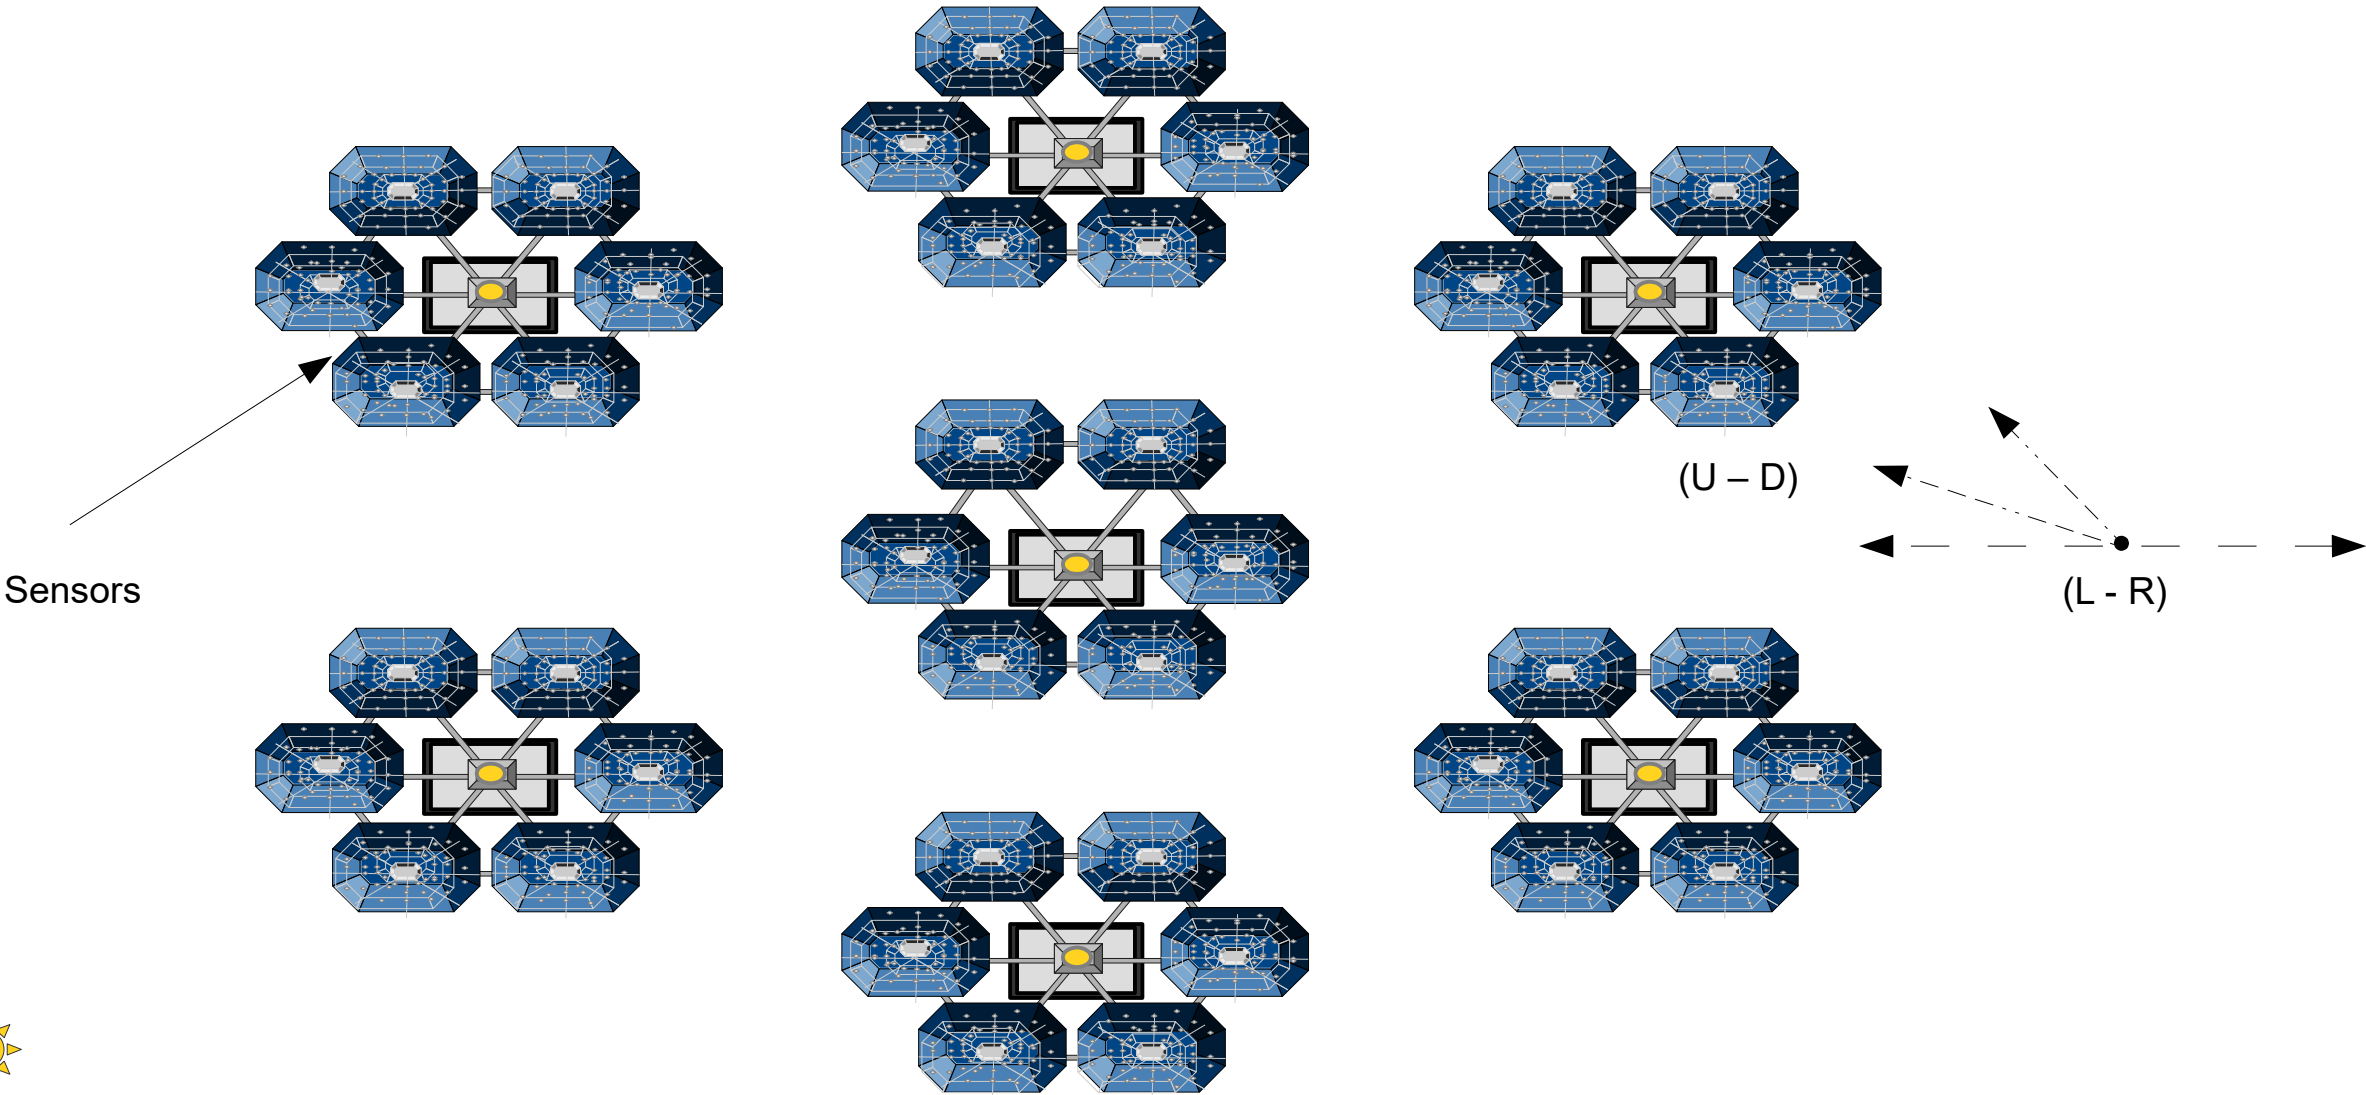 (U – D)
Sensors
(L - R)